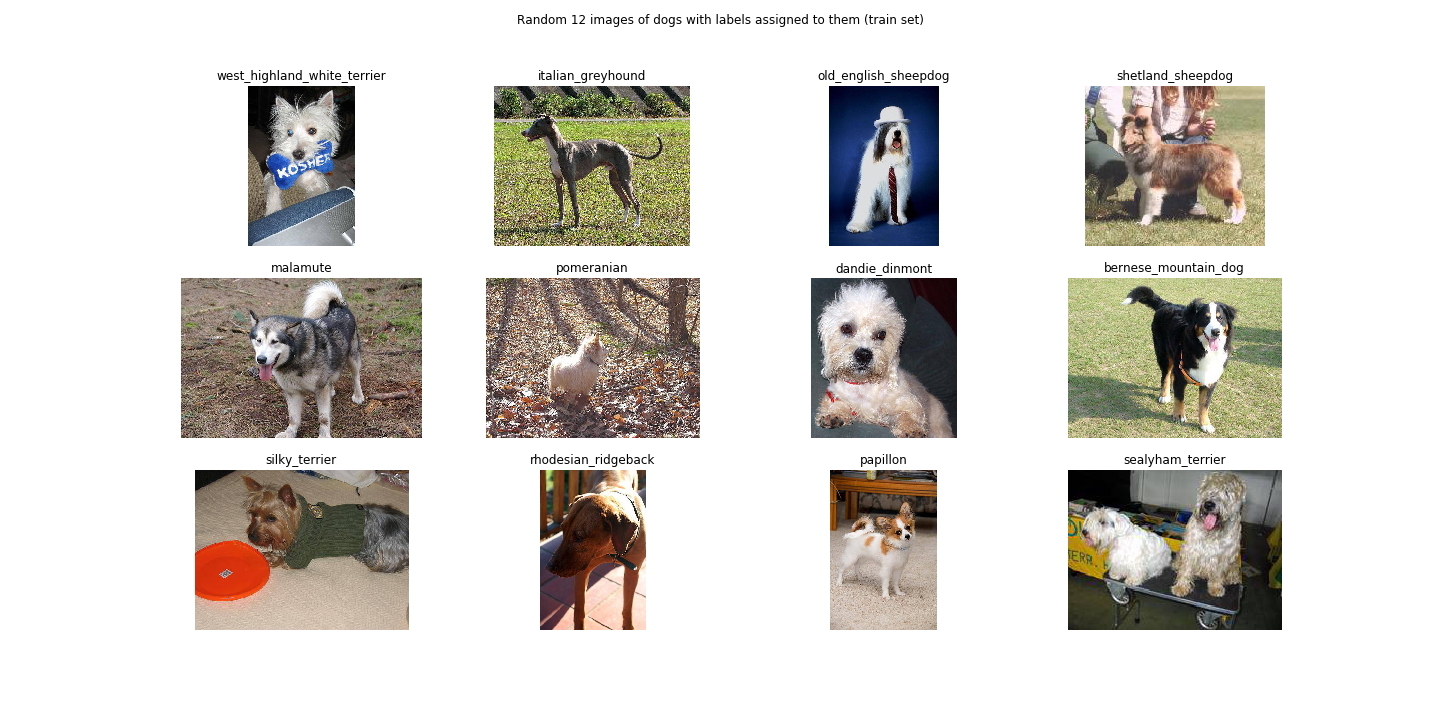 Random 12 images of dogs with labels assigned to them (train set)
west_highland_white_terrier
italian_greyhound
old_english_sheepdog
shetland_sheepdog
KOSHER
malamute
pomeranian
dandie_dinmont
bernese_mountain_dog
silky_terrier
rhodesian_ridgeback
papillon
sealyham_terrier